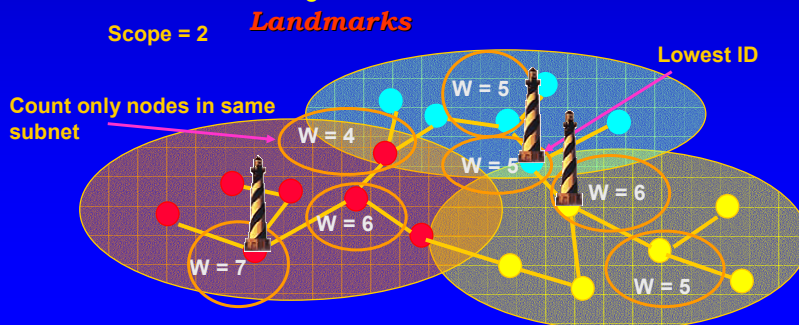 Landmarks
Scope = 2
Lowest ID
W = 5
Count only nodes in same
subnet
W = 4
W = 5
W = 6
W = 6
W = 7
W = 5